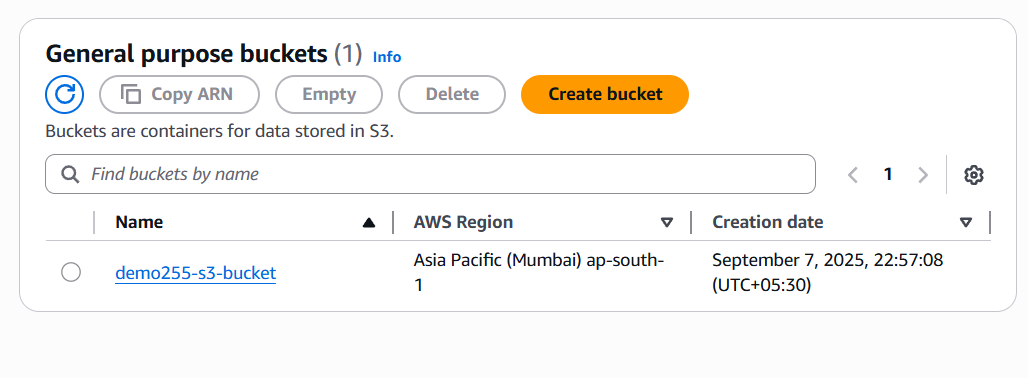 General purpose buckets (1) Info
Copy ARN Empty Delete Create bucket
Buckets are containers for data stored in S3.
Find buckets by name 1
Name AWS Region Creation date
demo255-s3-bucket Asia Pacific (Mumbai) ap-south-1 September 7, 2025, 22:57:08 (UTC+05:30)